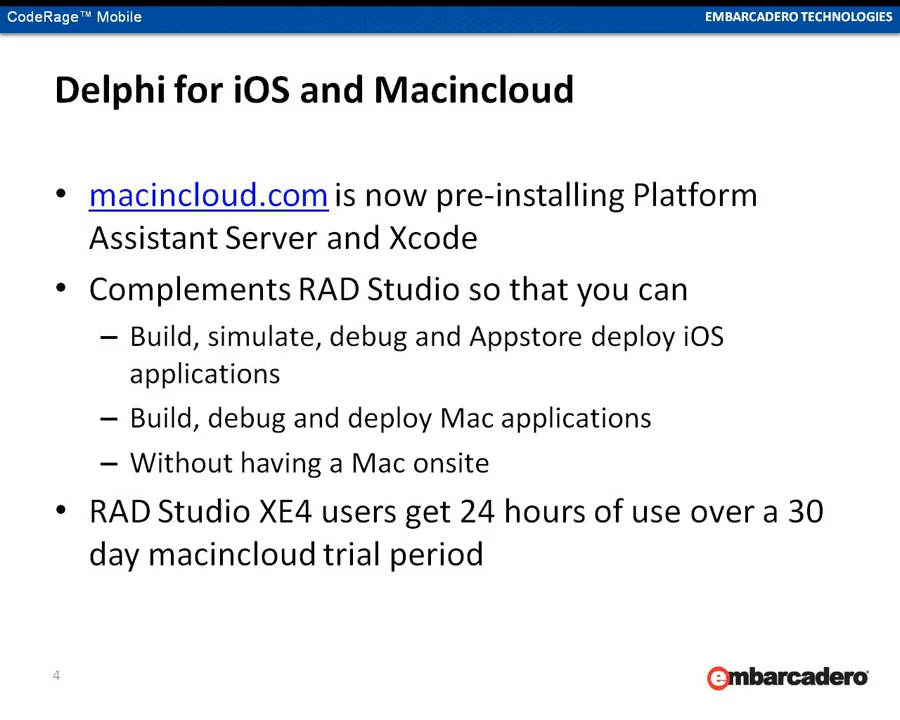 CodeRage™ Mobile
EMBARCADERO TECHNOLOGIES
Delphi for iOS and Macincloud
• macincloud.com is now pre-installing Platform
Assistant Server and Xcode
• Complements RAD Studio so that you can
– Build, simulate, debug and Appstore deploy iOS
applications
– Build, debug and deploy Mac applications
– Without having a Mac onsite
• RAD Studio XE4 users get 24 hours of use over a 30
day macincloud trial period
4
embarcadero